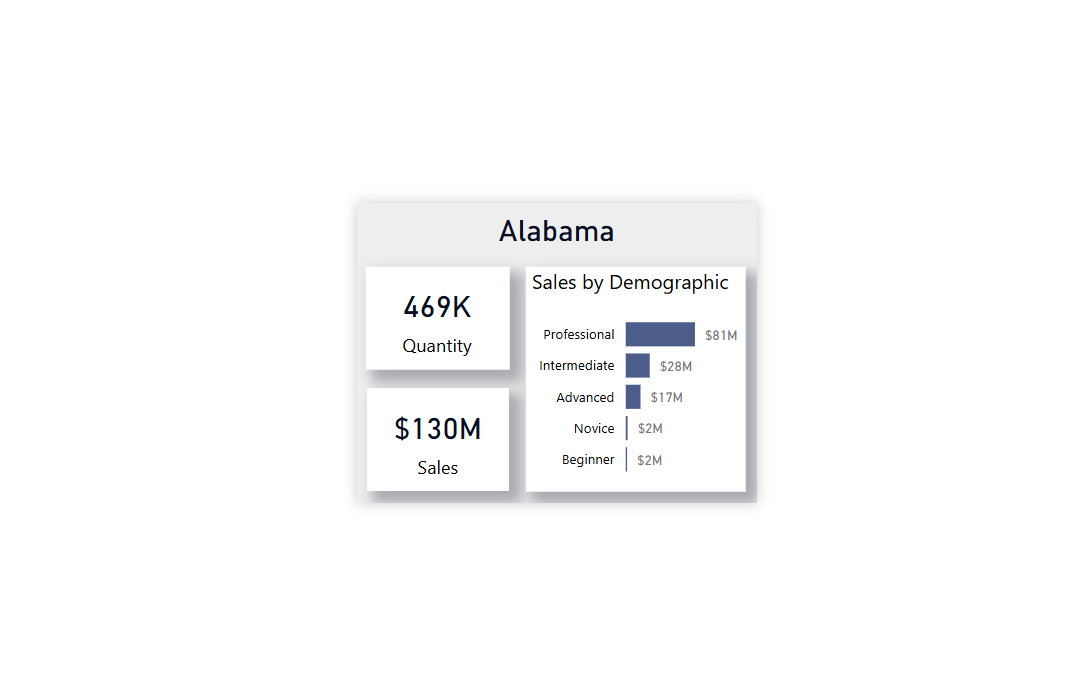 Alabama
469K
Quantity
$130M
Sales
Sales by Demographic
Professional $81M
Intermediate $28M
Advanced $17M
Novice $2M
Beginner $2M